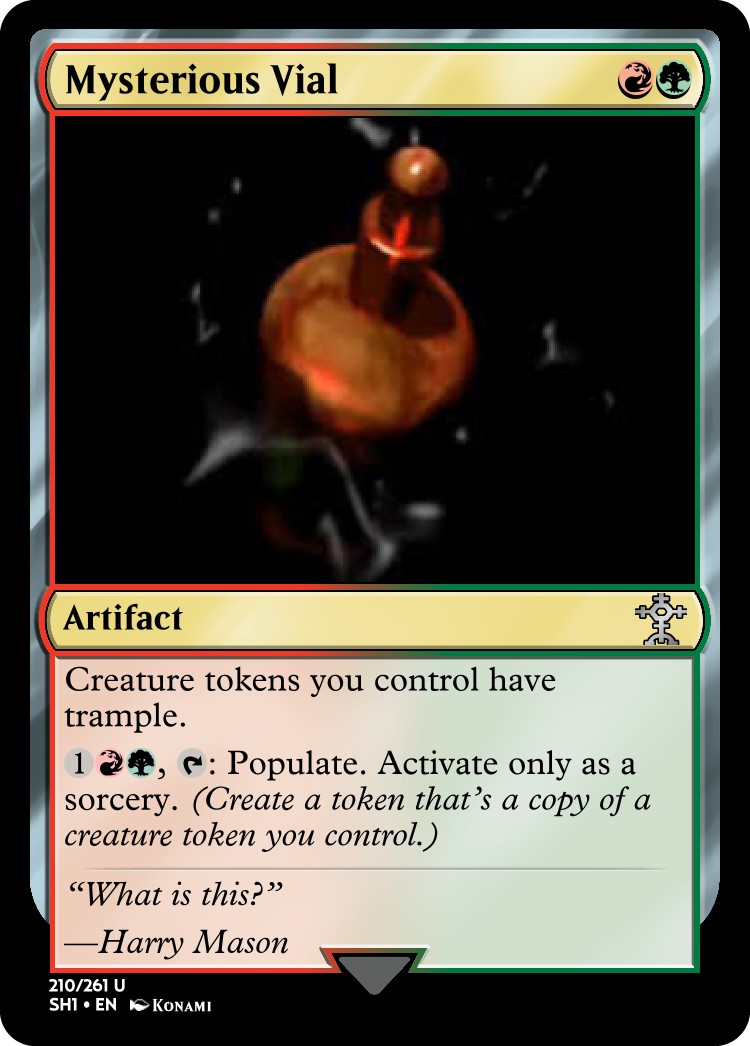 Mysterious Vial
Artifact
Creature tokens you control have
trample.
1, : Populate. Activate only as a
sorcery. (Create a token that’s a copy of a
creature token you control.)
“What is this?”
—Harry Mason
210/261 U
SH1 • EN KONAMI